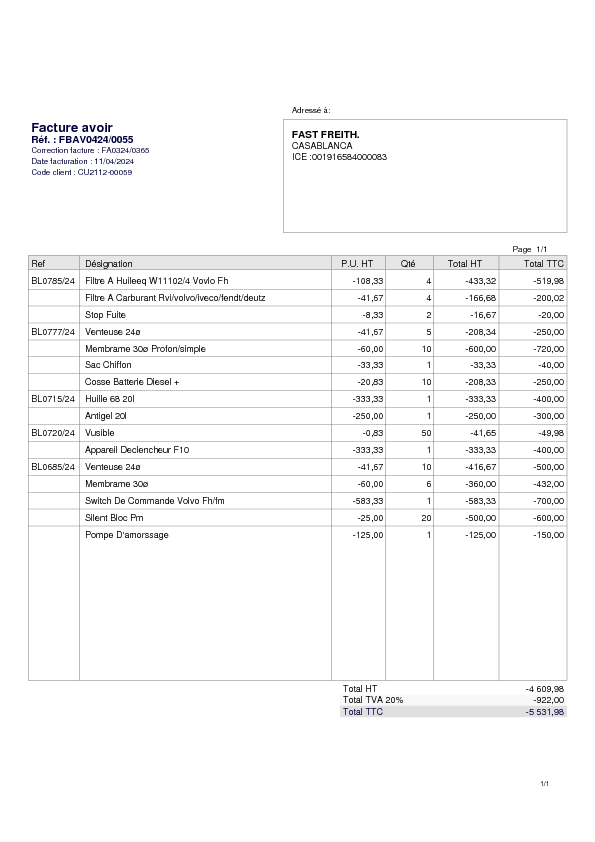 Adressé à:
Facture avoir
Réf. : FBAV0424/0055
Correction facture : FA0324/0365
Date facturation : 11/04/2024
Code client : CU2112-00059
FAST FREITH.
CASABLANCA
ICE :001916584000083
Page 1/1
Ref Désignation P.U. HT Qté Total HT Total TTC
BL0785/24 Filtre A Huileeq W11102/4 Vovlo Fh -108,33 4 -433,32 -519,98
Filtre A Carburant Rvi/volvo/iveco/fendt/deutz -41,67 4 -166,68 -200,02
Stop Fuite -8,33 2 -16,67 -20,00
BL0777/24 Venteuse 24ø -41,67 5 -208,34 -250,00
Membrame 30ø Profon/simple -60,00 10 -600,00 -720,00
Sac Chiffon -33,33 1 -33,33 -40,00
Cosse Batterie Diesel + -20,83 10 -208,33 -250,00
BL0715/24 Huille 68 20l -333,33 1 -333,33 -400,00
Antigel 20l -250,00 1 -250,00 -300,00
BL0720/24 Vusible -0,83 50 -41,65 -49,98
Appareil Declencheur F10 -333,33 1 -333,33 -400,00
BL0685/24 Venteuse 24ø -41,67 10 -416,67 -500,00
Membrame 30ø -60,00 6 -360,00 -432,00
Switch De Commande Volvo Fh/fm -583,33 1 -583,33 -700,00
Silent Bloc Pm -25,00 20 -500,00 -600,00
Pompe D'amorssage -125,00 1 -125,00 -150,00
Total HT -4 609,98
Total TVA 20% -922,00
Total TTC -5 531,98
1/1